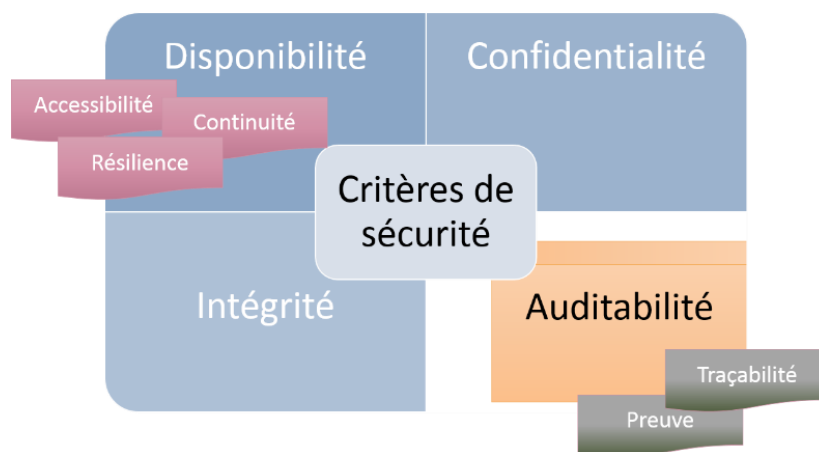 Disponibilité
Confidentialité
Accessibilité
Continuité
Résilience
Critères de
sécurité
Intégrité
Auditabilité
Traçabilité
Preuve